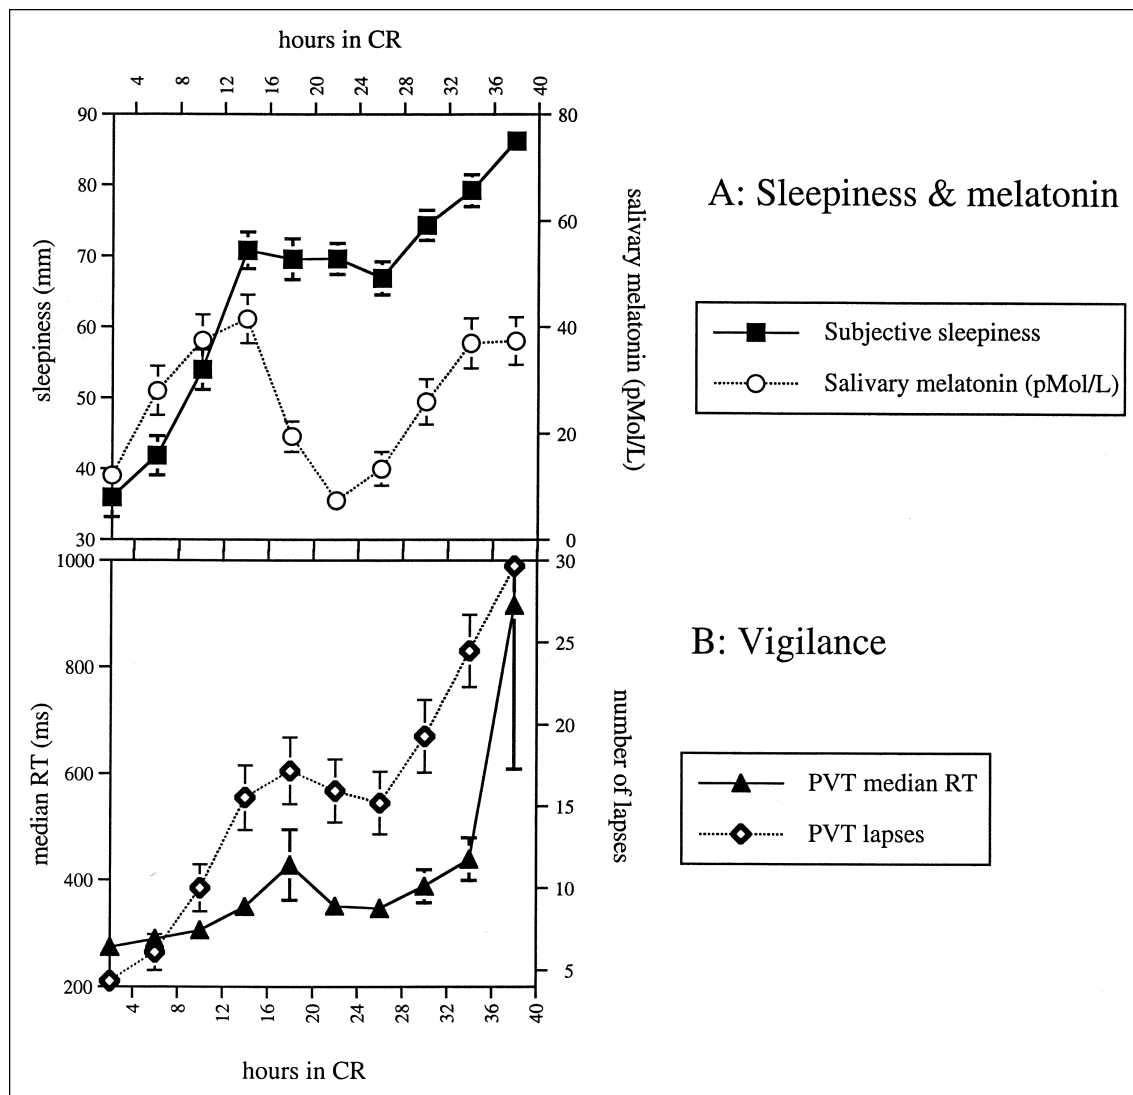 hours in CR
4 8 12 16 20 24 28 32 36 40
90 80
80
70 60
60 40
50
40 20
30 0
sleepiness (mm)
salivary melatonin (pMol/L)
A: Sleepiness & melatonin
Subjective sleepiness
Salivary melatonin (pMol/L)
1000 30
25
800
20
600
15
400 10
200 5
median RT (ms)
number of lapses
B: Vigilance
PVT median RT
PVT lapses
4 8 12 16 20 24 28 32 36 40
hours in CR